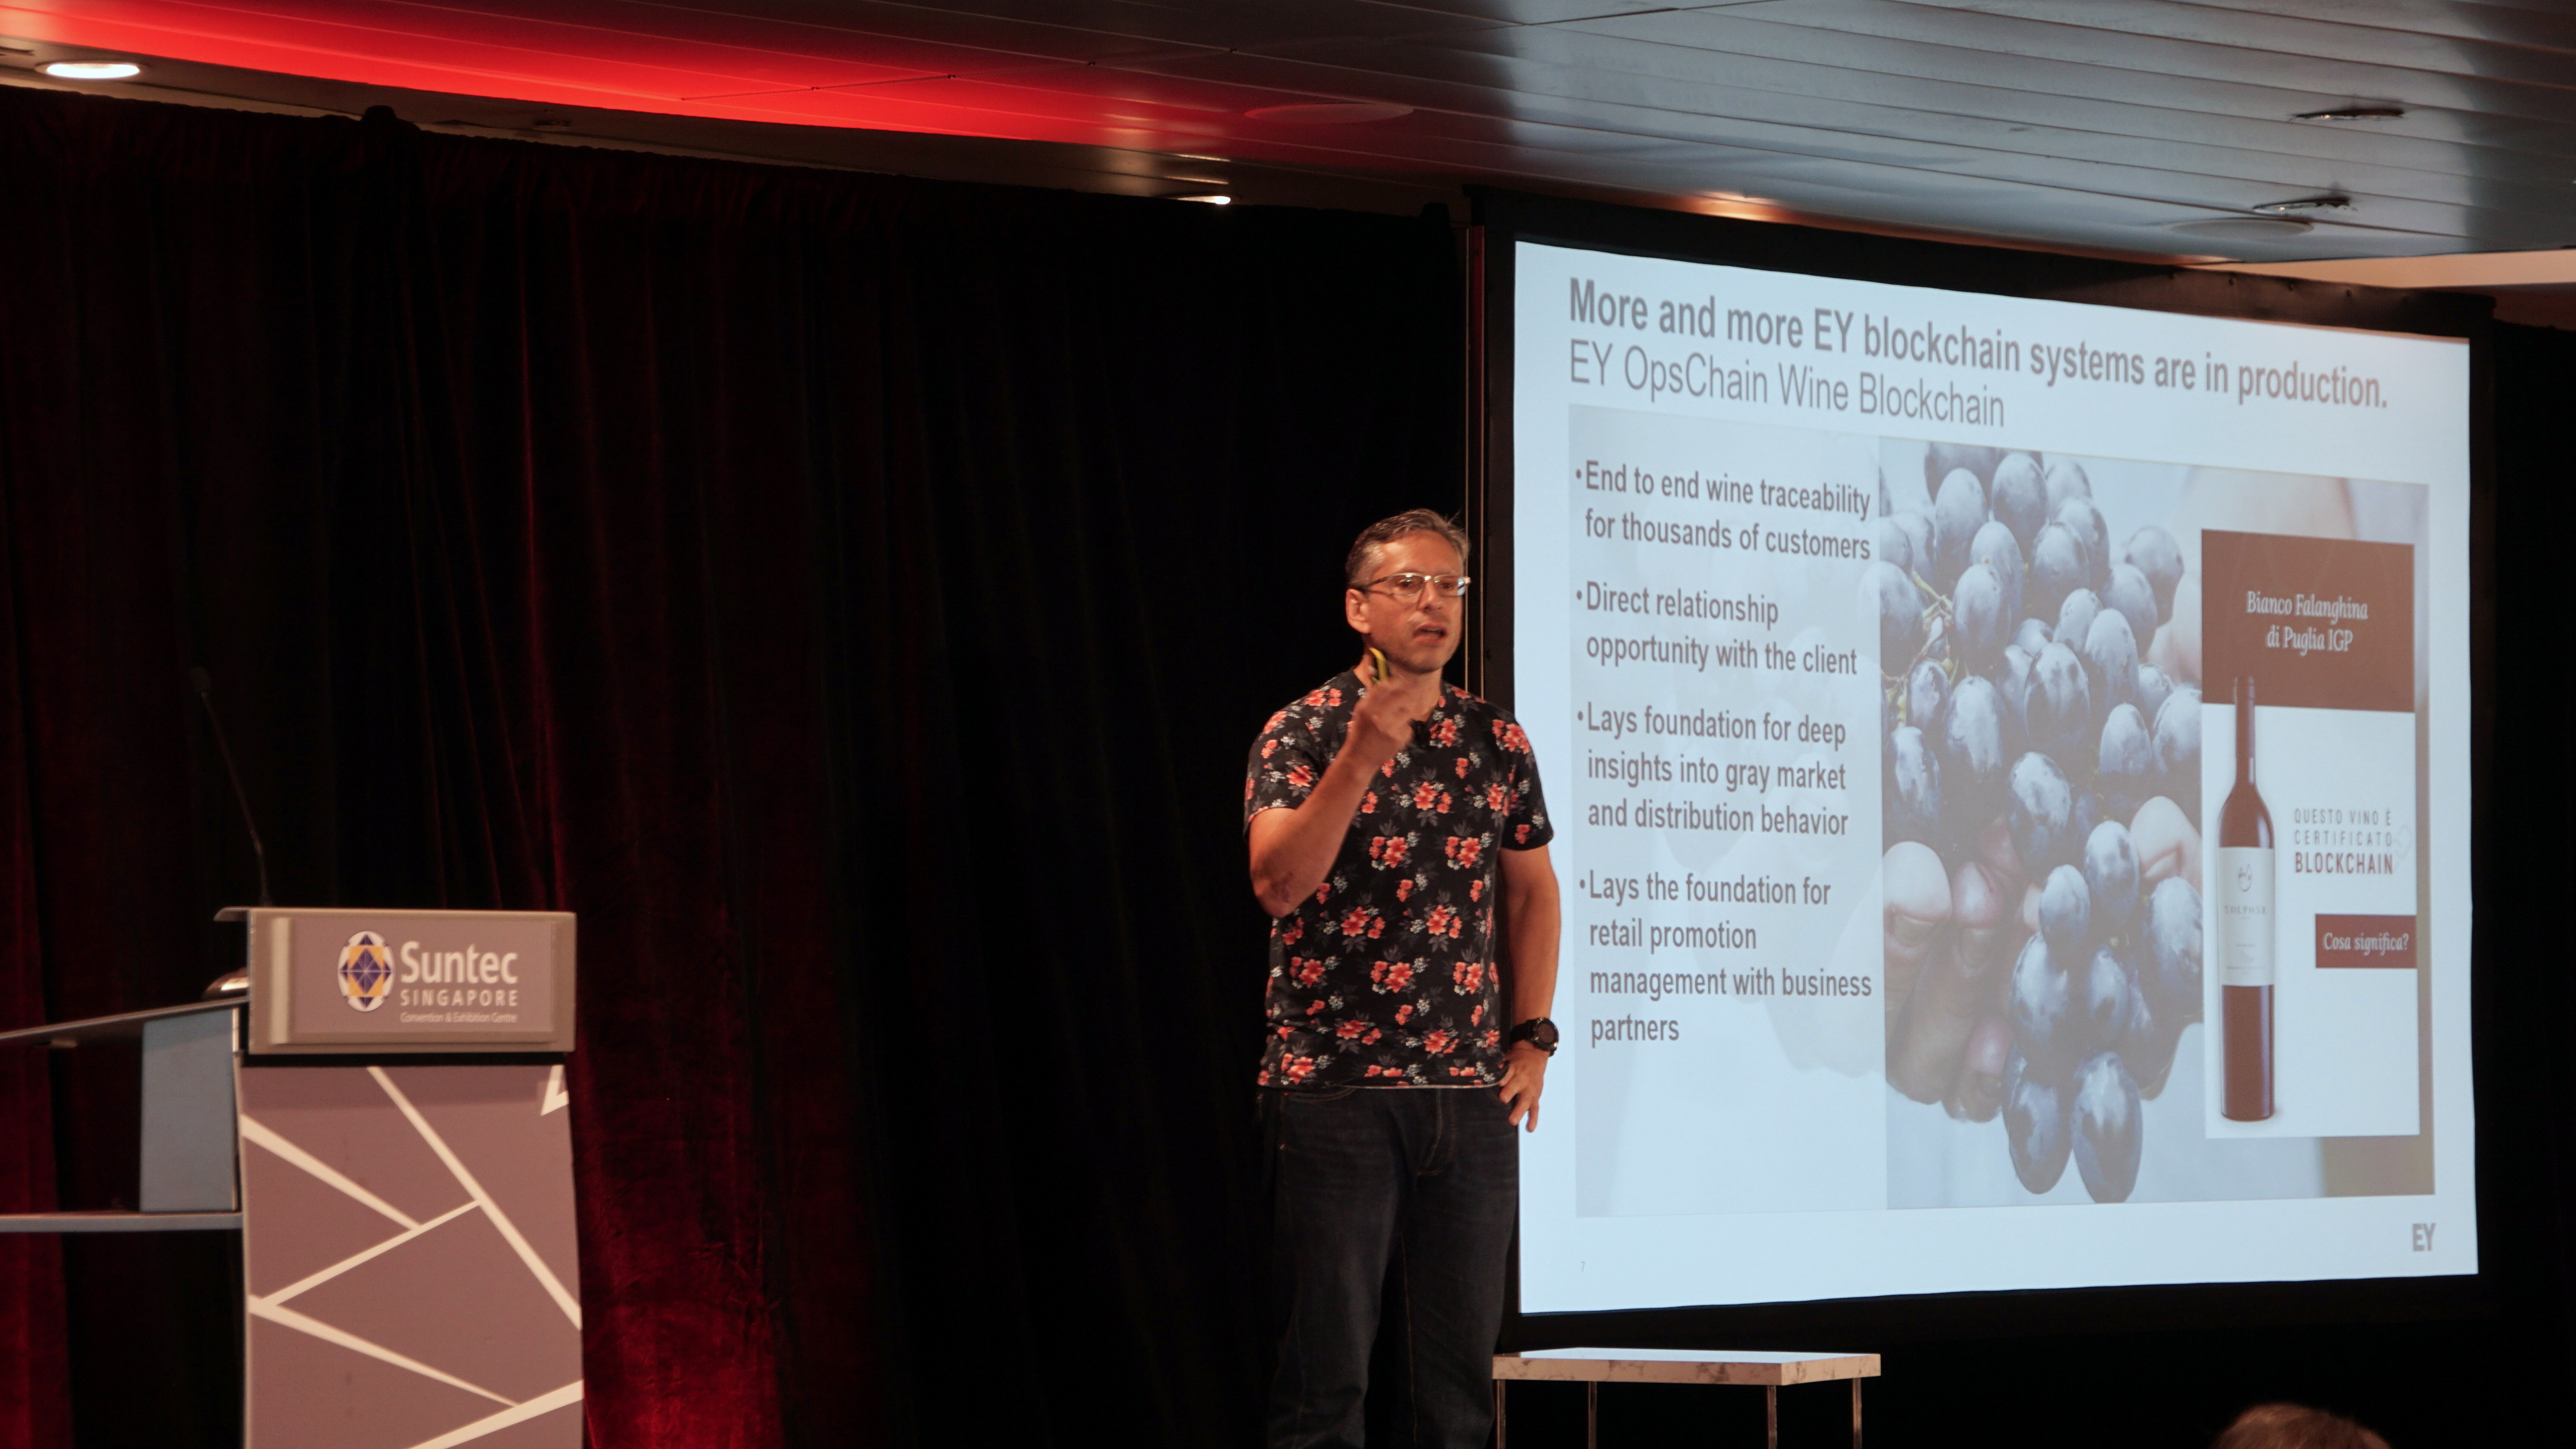 Suntec
SINGAPORE
Convention & Exhibition Centre
More and more EY blockchain systems are in production.
EY OpsChain Wine Blockchain
•End to end wine traceability
for thousands of customers
•Direct relationship
opportunity with the client
•Lays foundation for deep
insights into gray market
and distribution behavior
•Lays the foundation for
retail promotion
management with business
partners
Bianco Falanghina
di Puglia IGP
QUESTO VINO È
CERTIFICATO
BLOCKCHAIN
Cosa significa?
7
EY